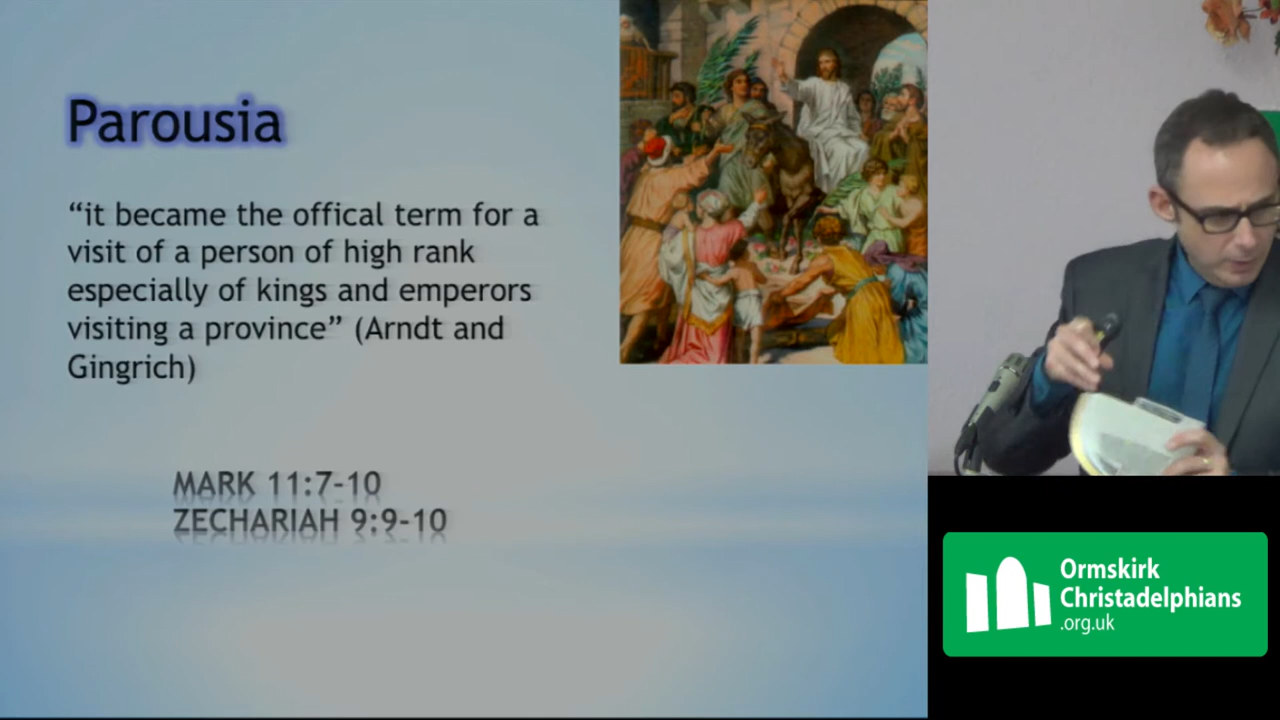 Parousia
“it became the offical term for a
visit of a person of high rank
especially of kings and emperors
visiting a province” (Arndt and
Gingrich)
MARK 11:7-10
ZECHARIAH 9:9-10
Ormskirk
Christadelphians
.org.uk